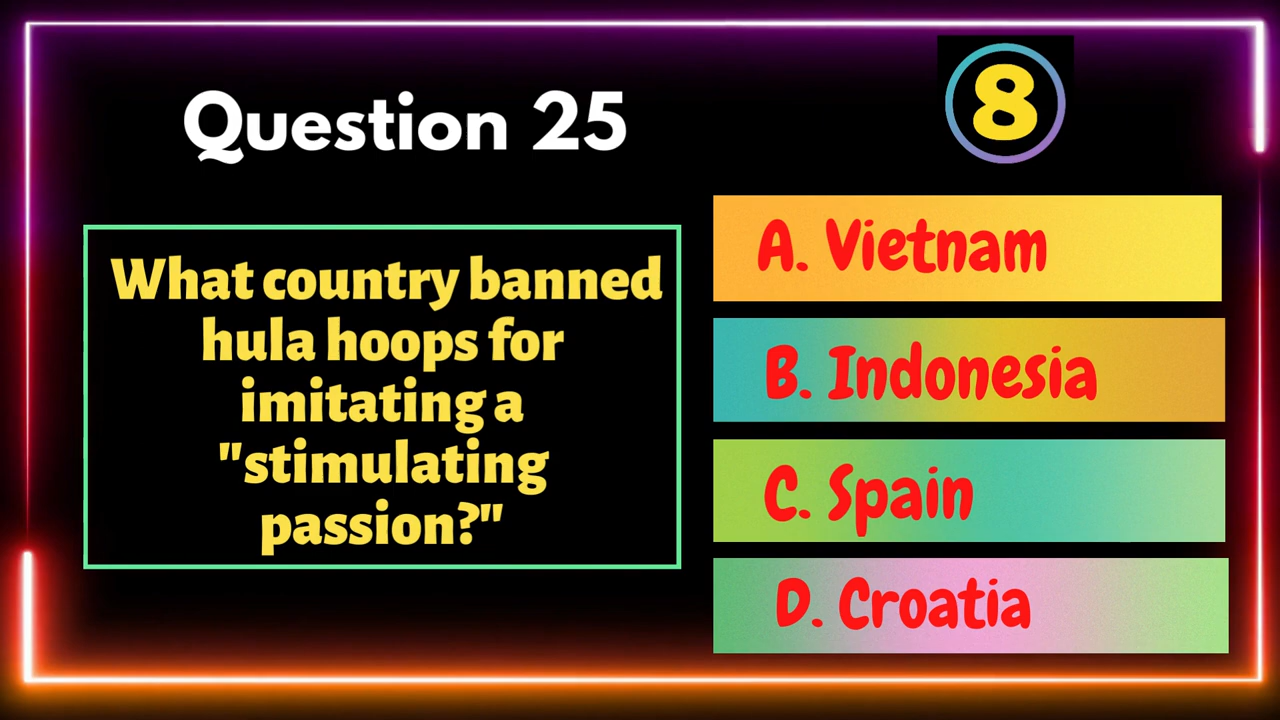 Question 25
8
What country banned
hula hoops for
imitating a
"stimulating
passion?"
A. Vietnam
B. Indonesia
C. Spain
D. Croatia